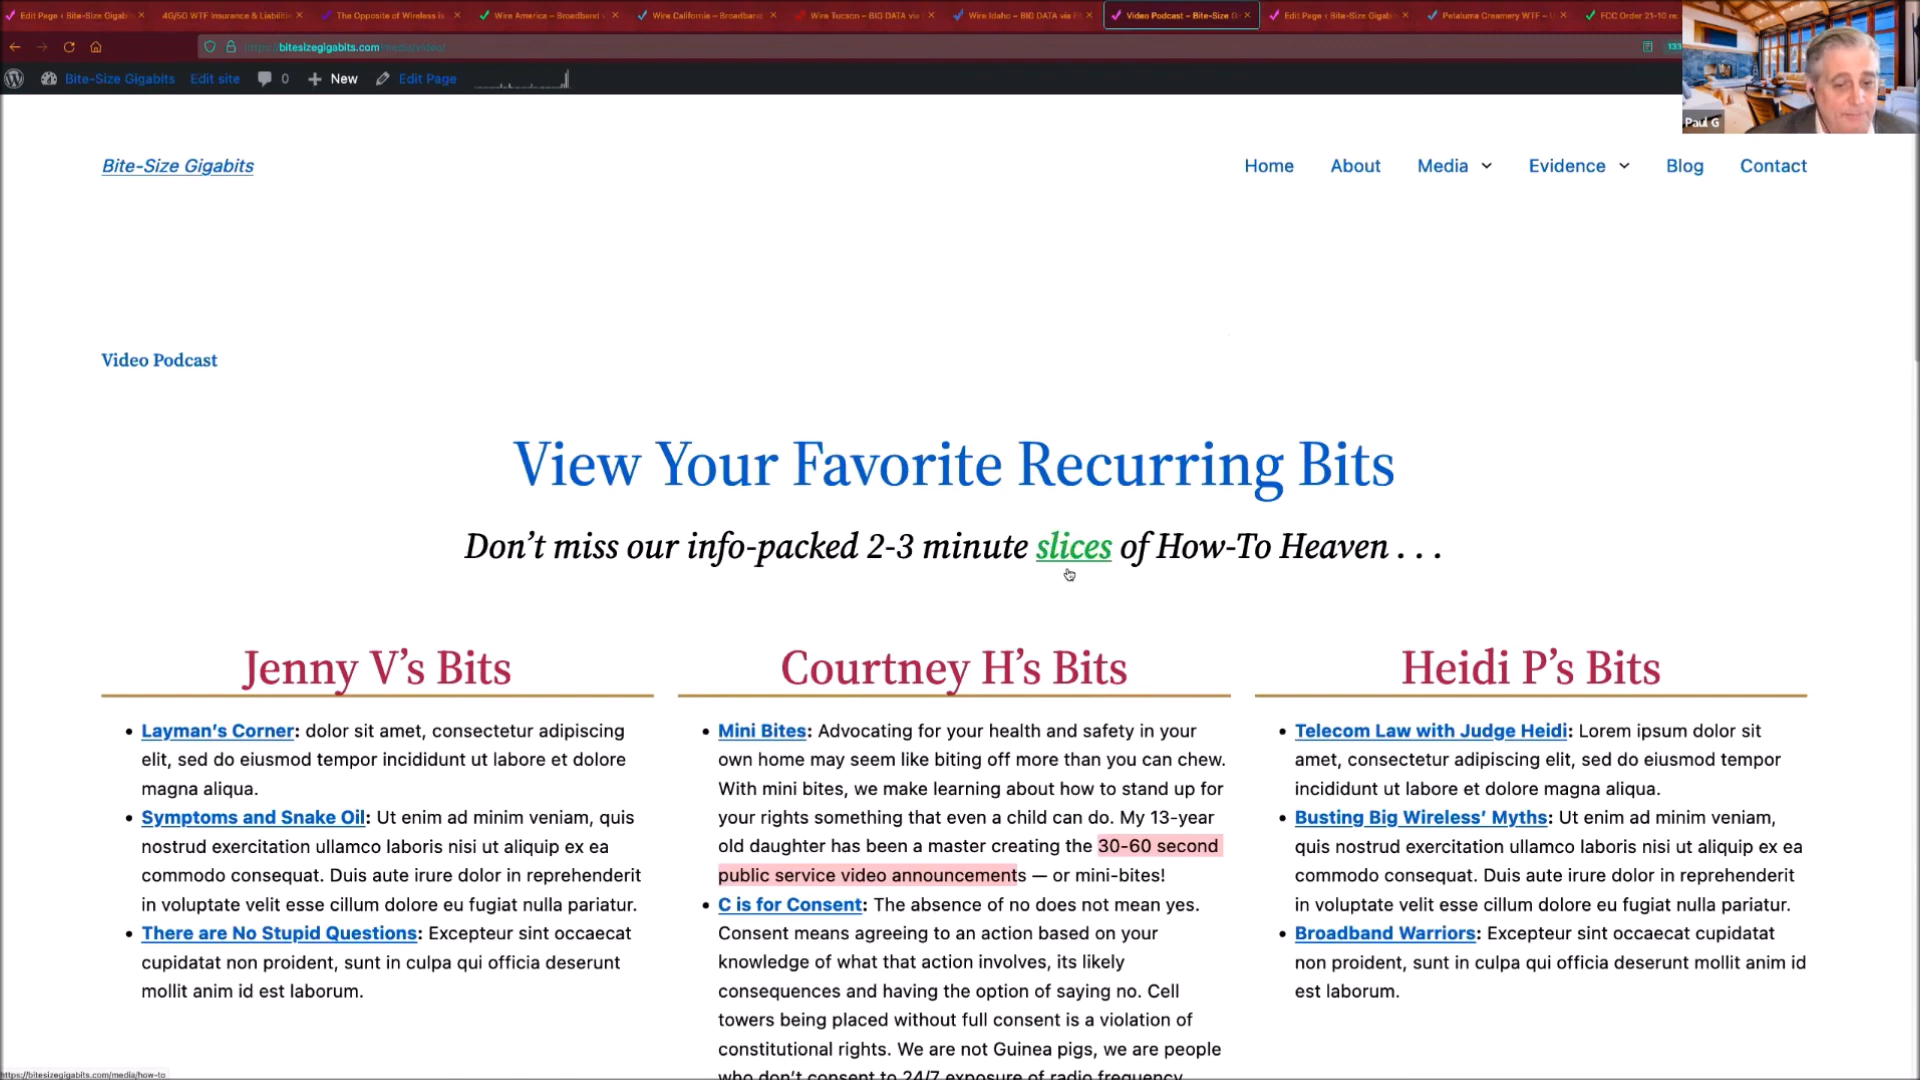 Edit Page ‹ Bite-Size Gigab
4G/5G WTF Insurance & Liabilitie
The Opposite of Wireless is
Wire America – Broadband v
Wire California – Broadband
Wire Tucson – BIG DATA via
Wire Idaho – BIG DATA via Fi
Video Podcast – Bite-Size G
Edit Page ‹ Bite-Size Gigab
Petaluma Creamery WTF –
FCC Order 21-10 re:
https://bitesizegigabits.com/media/video/
133
Bite-Size Gigabits
Edit site
0
New
Edit Page
Paul G
Bite-Size Gigabits
Home
About
Media
Evidence
Blog
Contact
Video Podcast
View Your Favorite Recurring Bits
Don’t miss our info-packed 2-3 minute slices of How-To Heaven . . .
Jenny V’s Bits
Layman’s Corner: dolor sit amet, consectetur adipiscing
elit, sed do eiusmod tempor incididunt ut labore et dolore
magna aliqua.
Symptoms and Snake Oil: Ut enim ad minim veniam, quis
nostrud exercitation ullamco laboris nisi ut aliquip ex ea
commodo consequat. Duis aute irure dolor in reprehenderit
in voluptate velit esse cillum dolore eu fugiat nulla pariatur.
There are No Stupid Questions: Excepteur sint occaecat
cupidatat non proident, sunt in culpa qui officia deserunt
mollit anim id est laborum.
Courtney H’s Bits
Mini Bites: Advocating for your health and safety in your
own home may seem like biting off more than you can chew.
With mini bites, we make learning about how to stand up for
your rights something that even a child can do. My 13-year
old daughter has been a master creating the 30-60 second
public service video announcements — or mini-bites!
C is for Consent: The absence of no does not mean yes.
Consent means agreeing to an action based on your
knowledge of what that action involves, its likely
consequences and having the option of saying no. Cell
towers being placed without full consent is a violation of
constitutional rights. We are not Guinea pigs, we are people
who don’t consent to 24/7 exposure of radio frequency
Heidi P’s Bits
Telecom Law with Judge Heidi: Lorem ipsum dolor sit
amet, consectetur adipiscing elit, sed do eiusmod tempor
incididunt ut labore et dolore magna aliqua.
Busting Big Wireless’ Myths: Ut enim ad minim veniam,
quis nostrud exercitation ullamco laboris nisi ut aliquip ex ea
commodo consequat. Duis aute irure dolor in reprehenderit
in voluptate velit esse cillum dolore eu fugiat nulla pariatur.
Broadband Warriors: Excepteur sint occaecat cupidatat
non proident, sunt in culpa qui officia deserunt mollit anim id
est laborum.
https://bitesizegigabits.com/media/how-to